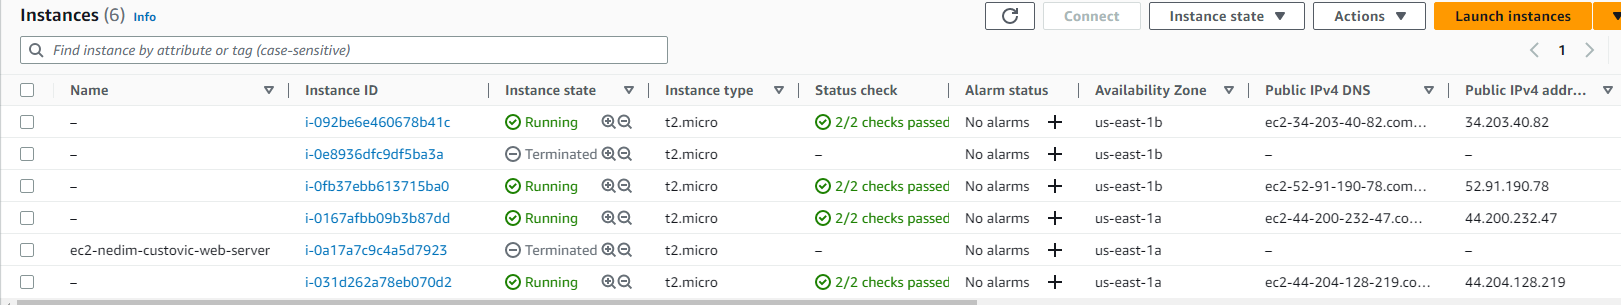 Instances (6) Info Connect Instance state Actions Launch instances
Find instance by attribute or tag (case-sensitive) 1
Name Instance ID Instance state Instance type Status check Alarm status Availability Zone Public IPv4 DNS Public IPv4 addr...
– i-092be6e460678b41c Running t2.micro 2/2 checks passed No alarms + us-east-1b ec2-34-203-40-82.com... 34.203.40.82
– i-0e8936dfc9df5ba3a Terminated t2.micro – No alarms + us-east-1b – –
– i-0fb37ebb613715ba0 Running t2.micro 2/2 checks passed No alarms + us-east-1b ec2-52-91-190-78.com... 52.91.190.78
– i-0167afbb09b3b87dd Running t2.micro 2/2 checks passed No alarms + us-east-1a ec2-44-200-232-47.co... 44.200.232.47
ec2-nedim-custovic-web-server i-0a17a7c9c4a5d7923 Terminated t2.micro – No alarms + us-east-1a – –
– i-031d262a78eb070d2 Running t2.micro 2/2 checks passed No alarms + us-east-1a ec2-44-204-128-219.co... 44.204.128.219